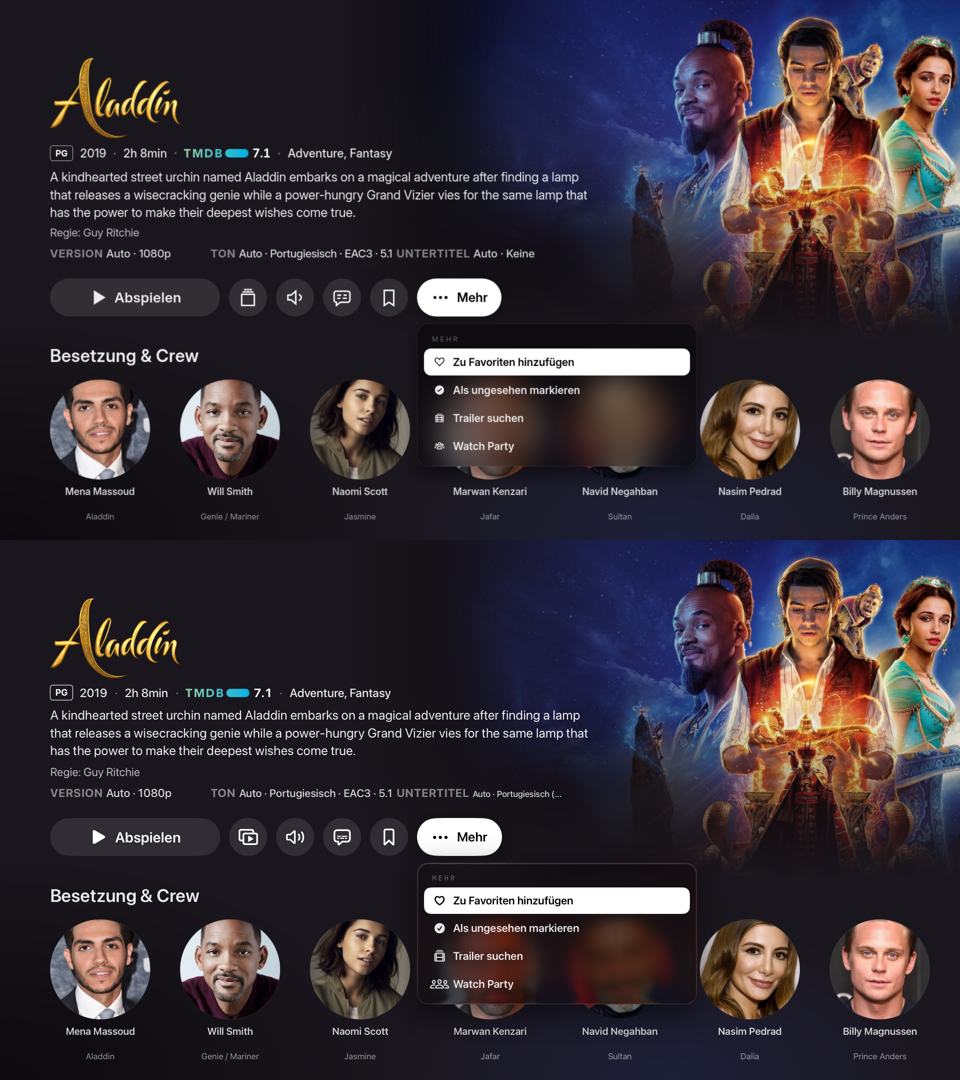 Aladdin
PG 2019 · 2h 8min · TMDB 7.1 · Adventure, Fantasy
A kindhearted street urchin named Aladdin embarks on a magical adventure after finding a lamp
that releases a wisecracking genie while a power-hungry Grand Vizier vies for the same lamp that
has the power to make their deepest wishes come true.
Regie: Guy Ritchie
VERSION Auto · 1080p TON Auto · Portugiesisch · EAC3 · 5.1 UNTERTITEL Auto · Keine
Abspielen ··· Mehr
MEHR
Zu Favoriten hinzufügen
Als ungesehen markieren
Trailer suchen
Watch Party
Besetzung & Crew
Mena Massoud Will Smith Naomi Scott Marwan Kenzari Navid Negahban Nasim Pedrad Billy Magnussen
Aladdin Genie / Mariner Jasmine Jafar Sultan Dalia Prince Anders
Aladdin
PG 2019 · 2h 8min · TMDB 7.1 · Adventure, Fantasy
A kindhearted street urchin named Aladdin embarks on a magical adventure after finding a lamp
that releases a wisecracking genie while a power-hungry Grand Vizier vies for the same lamp that
has the power to make their deepest wishes come true.
Regie: Guy Ritchie
VERSION Auto · 1080p TON Auto · Portugiesisch · EAC3 · 5.1 UNTERTITEL Auto · Portugiesisch (...
Abspielen ··· Mehr
MEHR
Zu Favoriten hinzufügen
Als ungesehen markieren
Trailer suchen
Watch Party
Besetzung & Crew
Mena Massoud Will Smith Naomi Scott Marwan Kenzari Navid Negahban Nasim Pedrad Billy Magnussen
Aladdin Genie / Mariner Jasmine Jafar Sultan Dalia Prince Anders